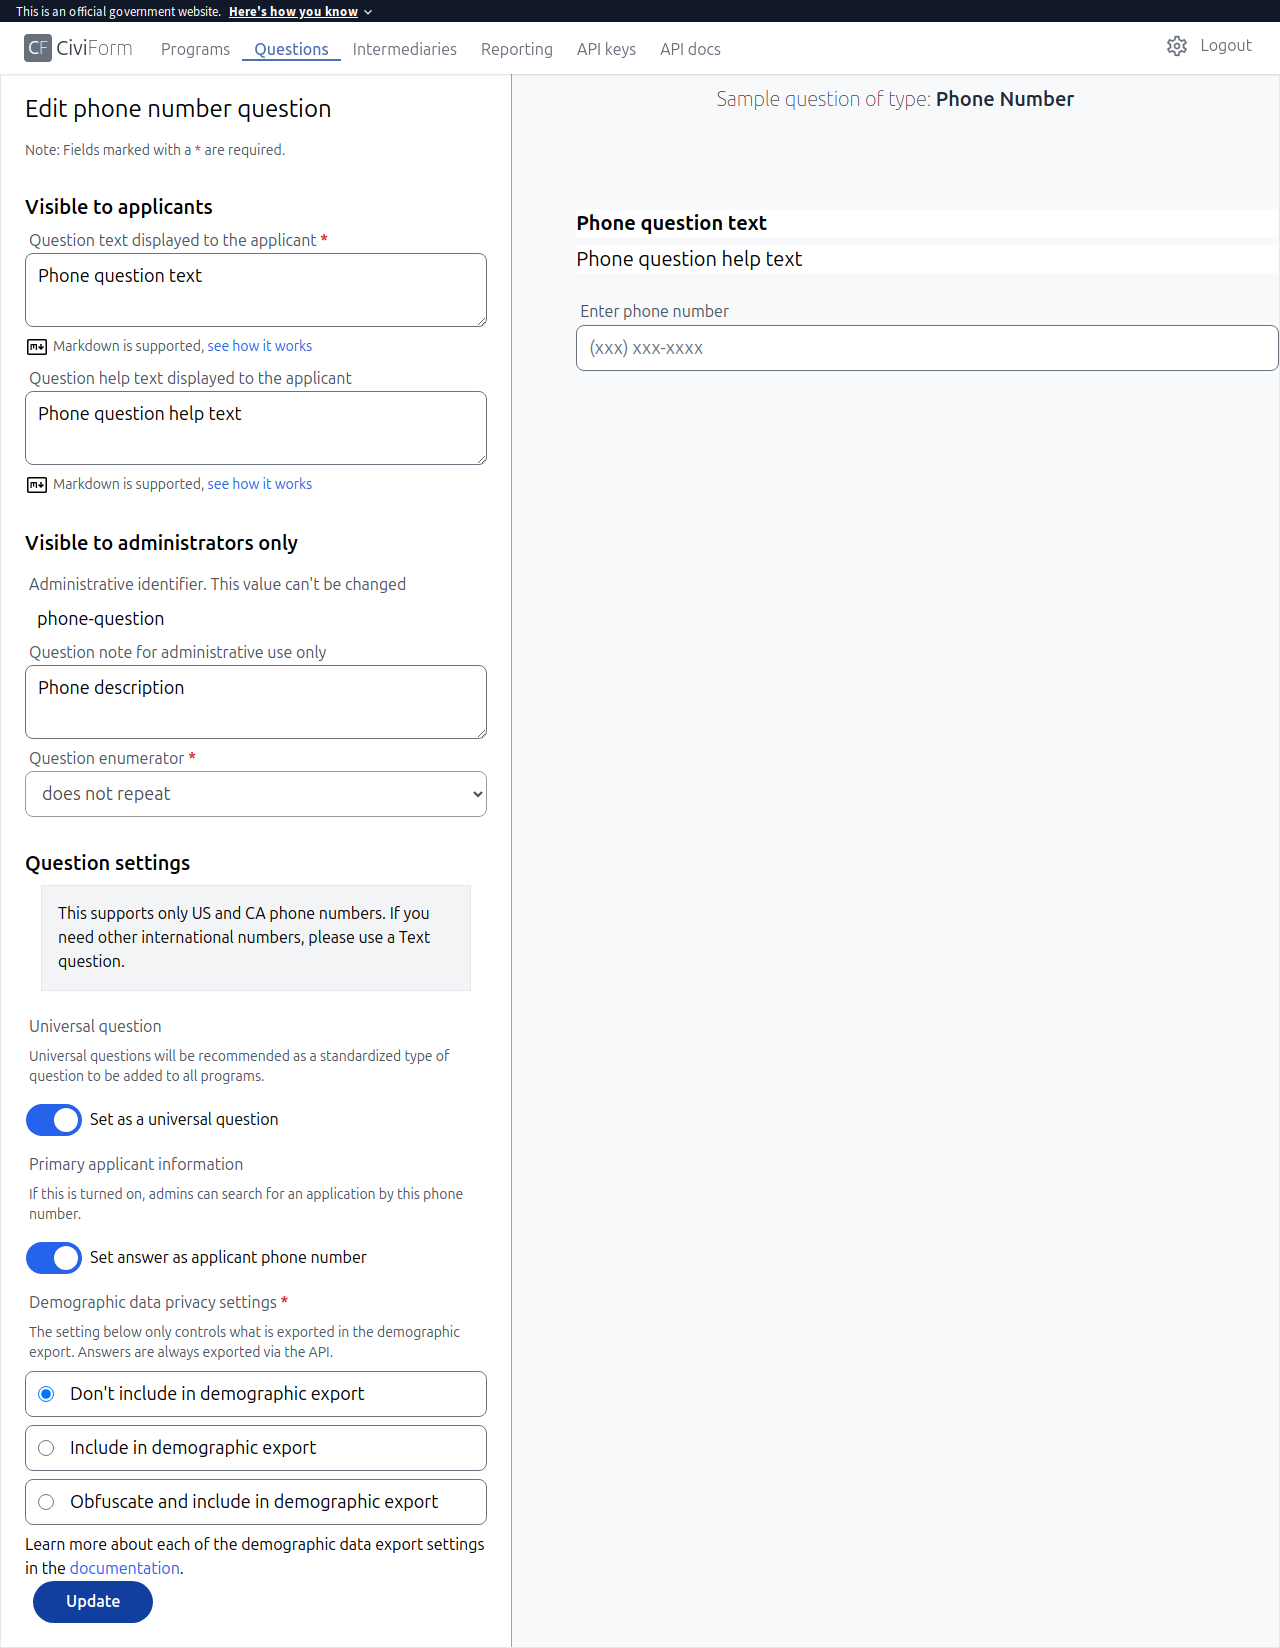 This is an official government website. Here's how you know
CF CiviForm Programs Questions Intermediaries Reporting API keys API docs Logout
Edit phone number question
Note: Fields marked with a * are required.
Visible to applicants
Question text displayed to the applicant *
Phone question text
Markdown is supported, see how it works
Question help text displayed to the applicant
Phone question help text
Markdown is supported, see how it works
Visible to administrators only
Administrative identifier. This value can't be changed
phone-question
Question note for administrative use only
Phone description
Question enumerator *
does not repeat
Question settings
This supports only US and CA phone numbers. If you
need other international numbers, please use a Text
question.
Universal question
Universal questions will be recommended as a standardized type of
question to be added to all programs.
Set as a universal question
Primary applicant information
If this is turned on, admins can search for an application by this phone
number.
Set answer as applicant phone number
Demographic data privacy settings *
The setting below only controls what is exported in the demographic
export. Answers are always exported via the API.
Don't include in demographic export
Include in demographic export
Obfuscate and include in demographic export
Learn more about each of the demographic data export settings
in the documentation.
Update
Sample question of type: Phone Number
Phone question text
Phone question help text
Enter phone number
(xxx) xxx-xxxx